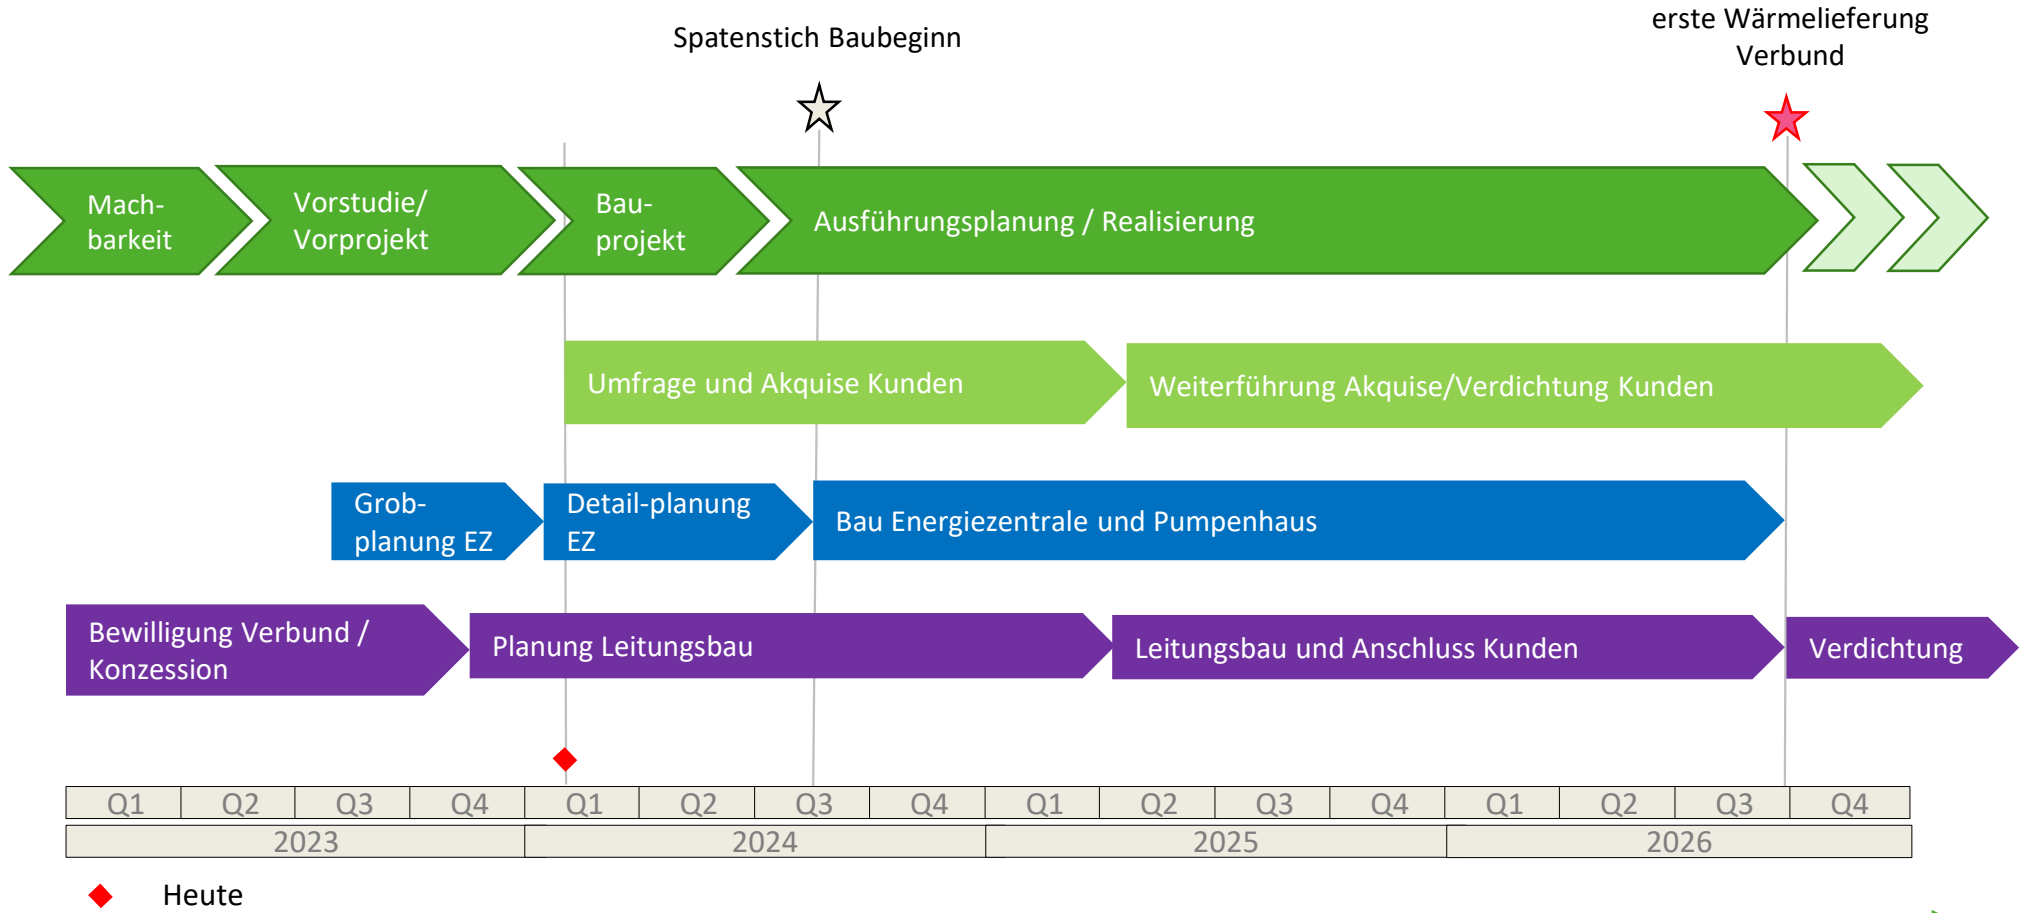 Spatenstich Baubeginn
erste Wärmelieferung
Verbund
Mach-
barkeit
Vorstudie/
Vorprojekt
Bau-
projekt
Ausführungsplanung / Realisierung
Umfrage und Akquise Kunden
Weiterführung Akquise/Verdichtung Kunden
Grob-
planung EZ
Detail-planung
EZ
Bau Energiezentrale und Pumpenhaus
Bewilligung Verbund /
Konzession
Planung Leitungsbau
Leitungsbau und Anschluss Kunden
Verdichtung
Q1 Q2 Q3 Q4 Q1 Q2 Q3 Q4 Q1 Q2 Q3 Q4 Q1 Q2 Q3 Q4
2023 2024 2025 2026
Heute